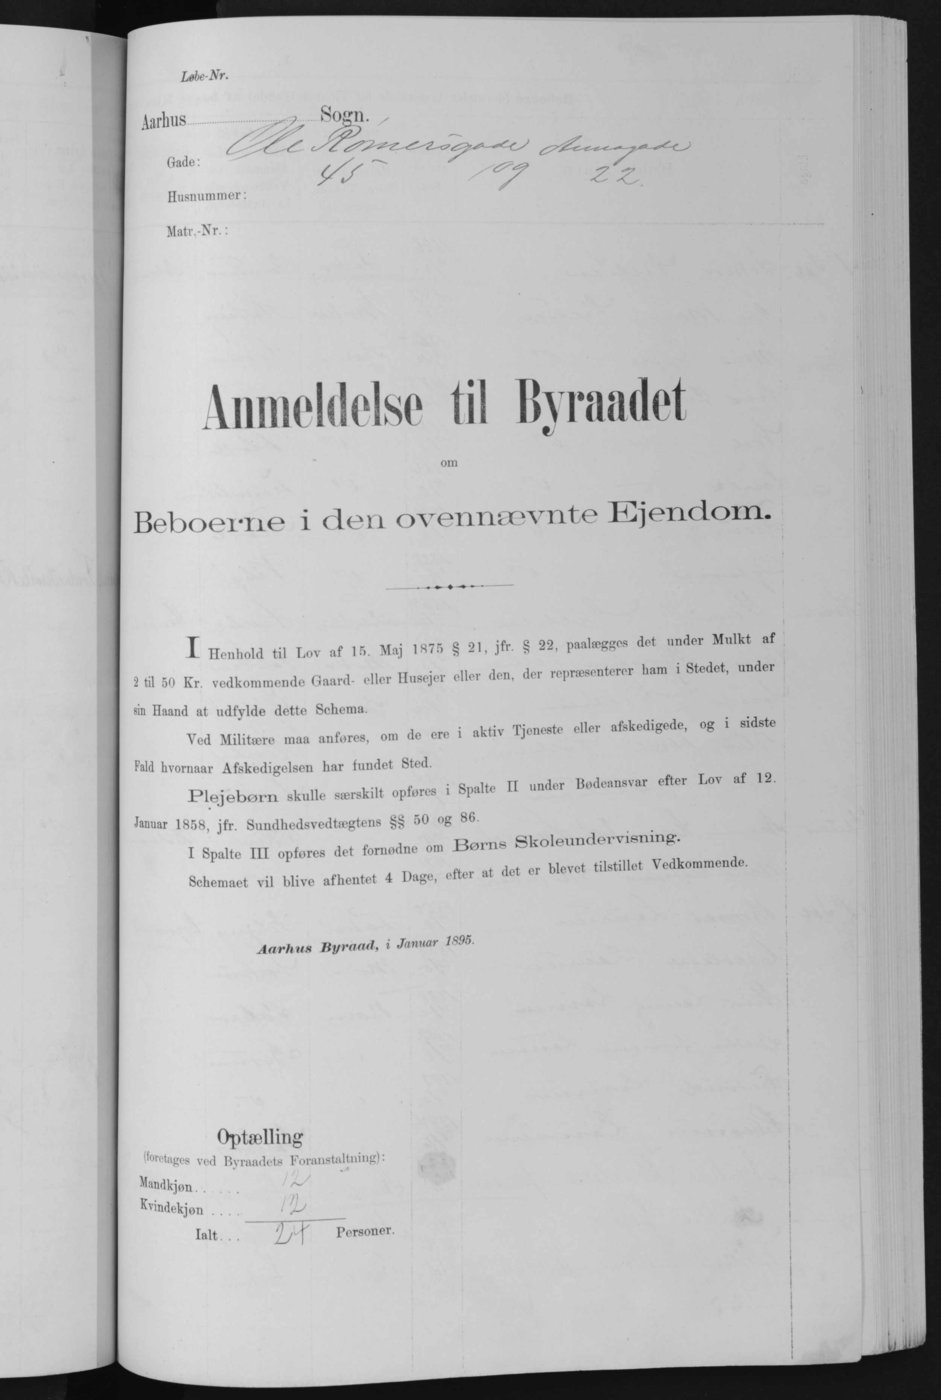 Løbe-Nr.
Aarhus Sogn.
Gade: Ole Rømersgade Annagade
Husnummer: 45 og 22.
Matr.-Nr.:
Anmeldelse til Byraadet
om
Beboerne i den ovennævnte Ejendom.
I Henhold til Lov af 15. Maj 1875 § 21, jfr. § 22, paalægges det under Mulkt af
2 til 50 Kr. vedkommende Gaard- eller Husejer eller den, der repræsenterer ham i Stedet, under
sin Haand at udfylde dette Schema.
Ved Militære maa anføres, om de ere i aktiv Tjeneste eller afskedigede, og i sidste
Fald hvornaar Afskedigelsen har fundet Sted.
Plejebørn skulle særskilt opføres i Spalte II under Bødeansvar efter Lov af 12.
Januar 1858, jfr. Sundhedsvedtægtens §§ 50 og 86.
I Spalte III opføres det fornødne om Børns Skoleundervisning.
Schemaet vil blive afhentet 4 Dage, efter at det er blevet tilstillet Vedkommende.
Aarhus Byraad, i Januar 1895.
Optælling
(foretages ved Byraadets Foranstaltning):
Mandkjøn...... 12
Kvindekjøn .... 12
Ialt... 24 Personer.